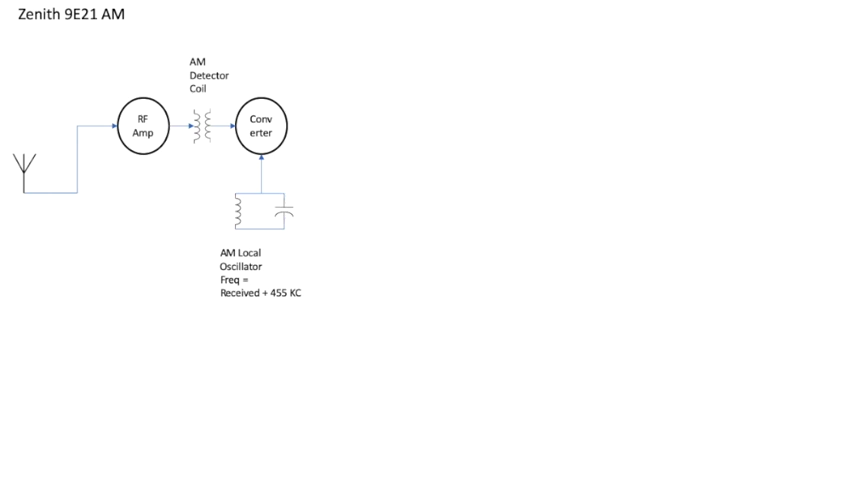 Zenith 9E21 AM
AM
Detector
Coil
RF
Amp
Conv
erter
AM Local
Oscillator
Freq =
Received + 455 KC